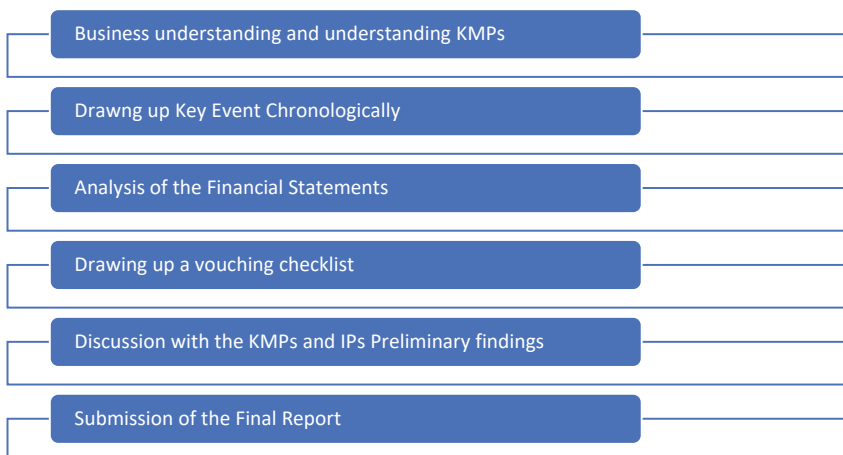 Business understanding and understanding KMPs
Drawng up Key Event Chronologically
Analysis of the Financial Statements
Drawing up a vouching checklist
Discussion with the KMPs and IPs Preliminary findings
Submission of the Final Report